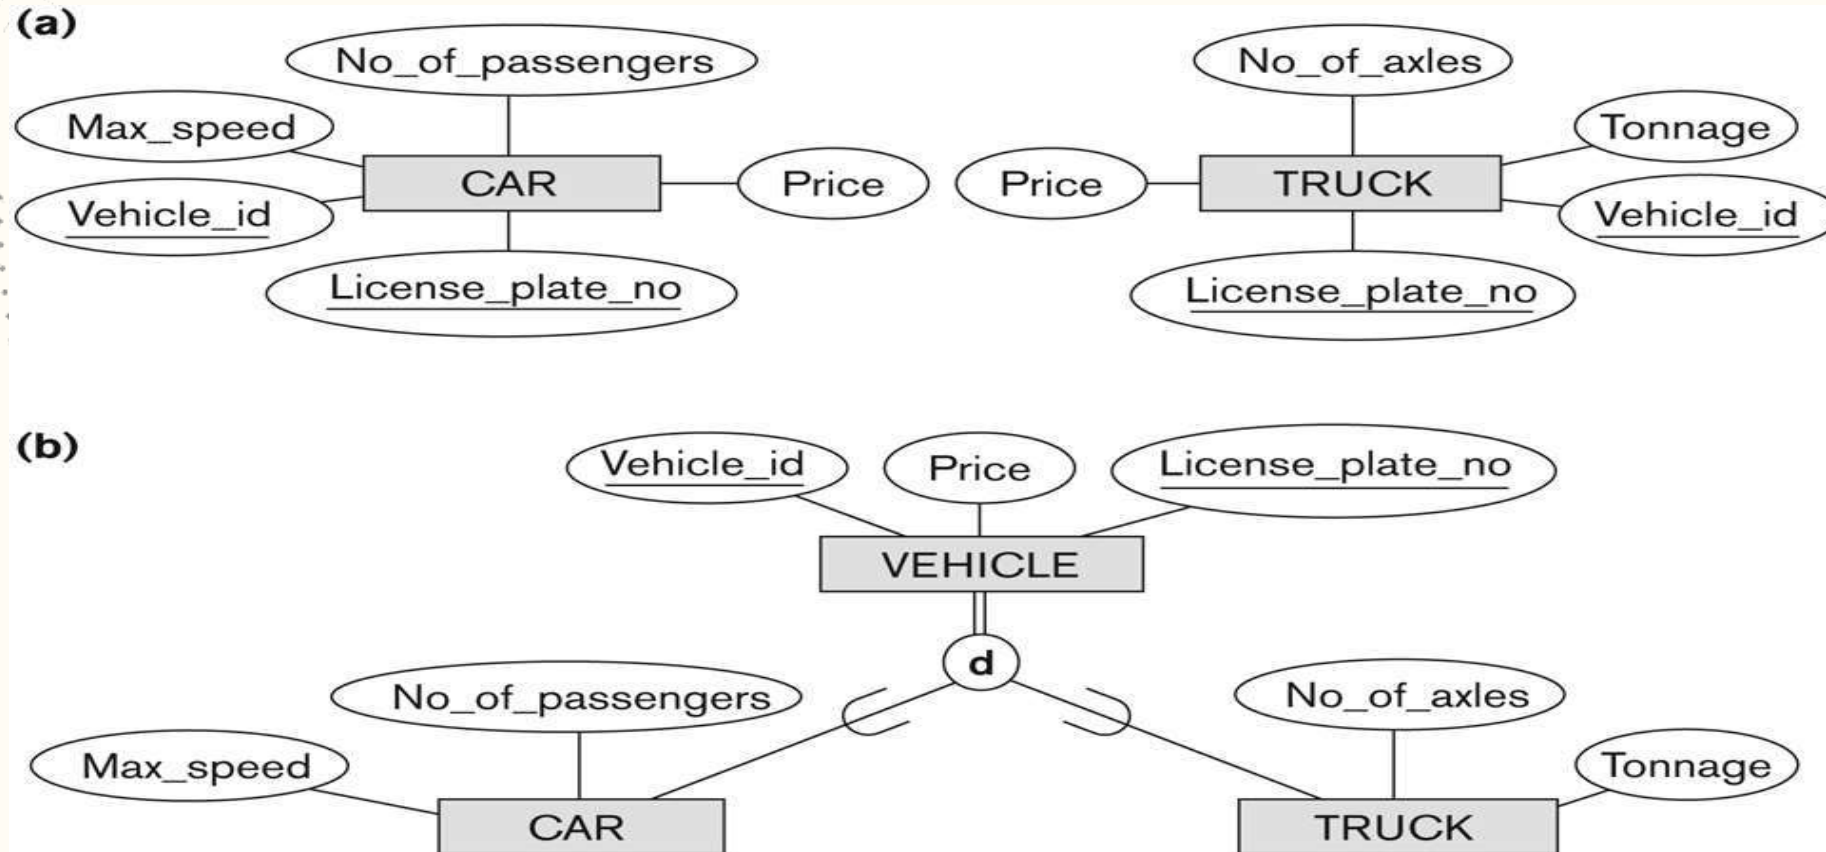 (a)
No_of_passengers
No_of_axles
Max_speed
Tonnage
CAR
Price
Price
TRUCK
Vehicle_id
Vehicle_id
License_plate_no
License_plate_no
(b)
Vehicle_id
Price
License_plate_no
VEHICLE
d
No_of_passengers
No_of_axles
Max_speed
Tonnage
CAR
TRUCK